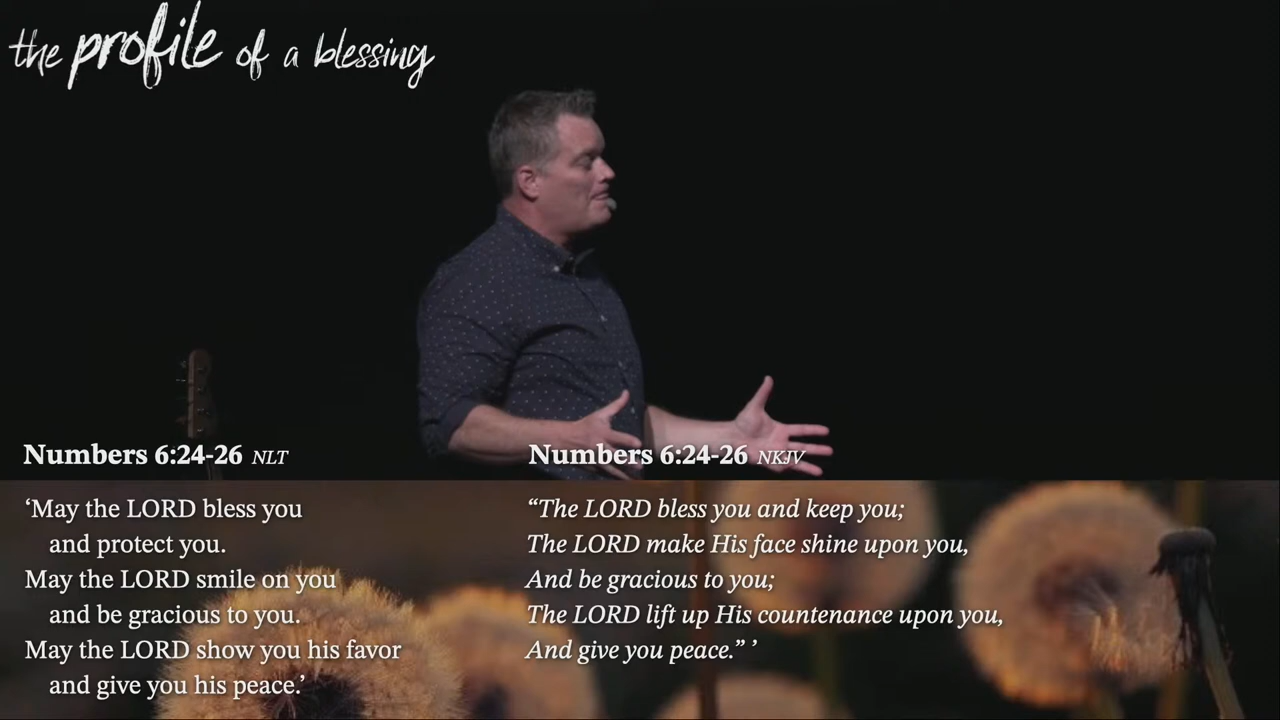 the profile of a blessing
Numbers 6:24-26 NLT
‘May the LORD bless you
and protect you.
May the LORD smile on you
and be gracious to you.
May the LORD show you his favor
and give you his peace.’
Numbers 6:24-26 NKJV
“The LORD bless you and keep you;
The LORD make His face shine upon you,
And be gracious to you;
The LORD lift up His countenance upon you,
And give you peace.” ’